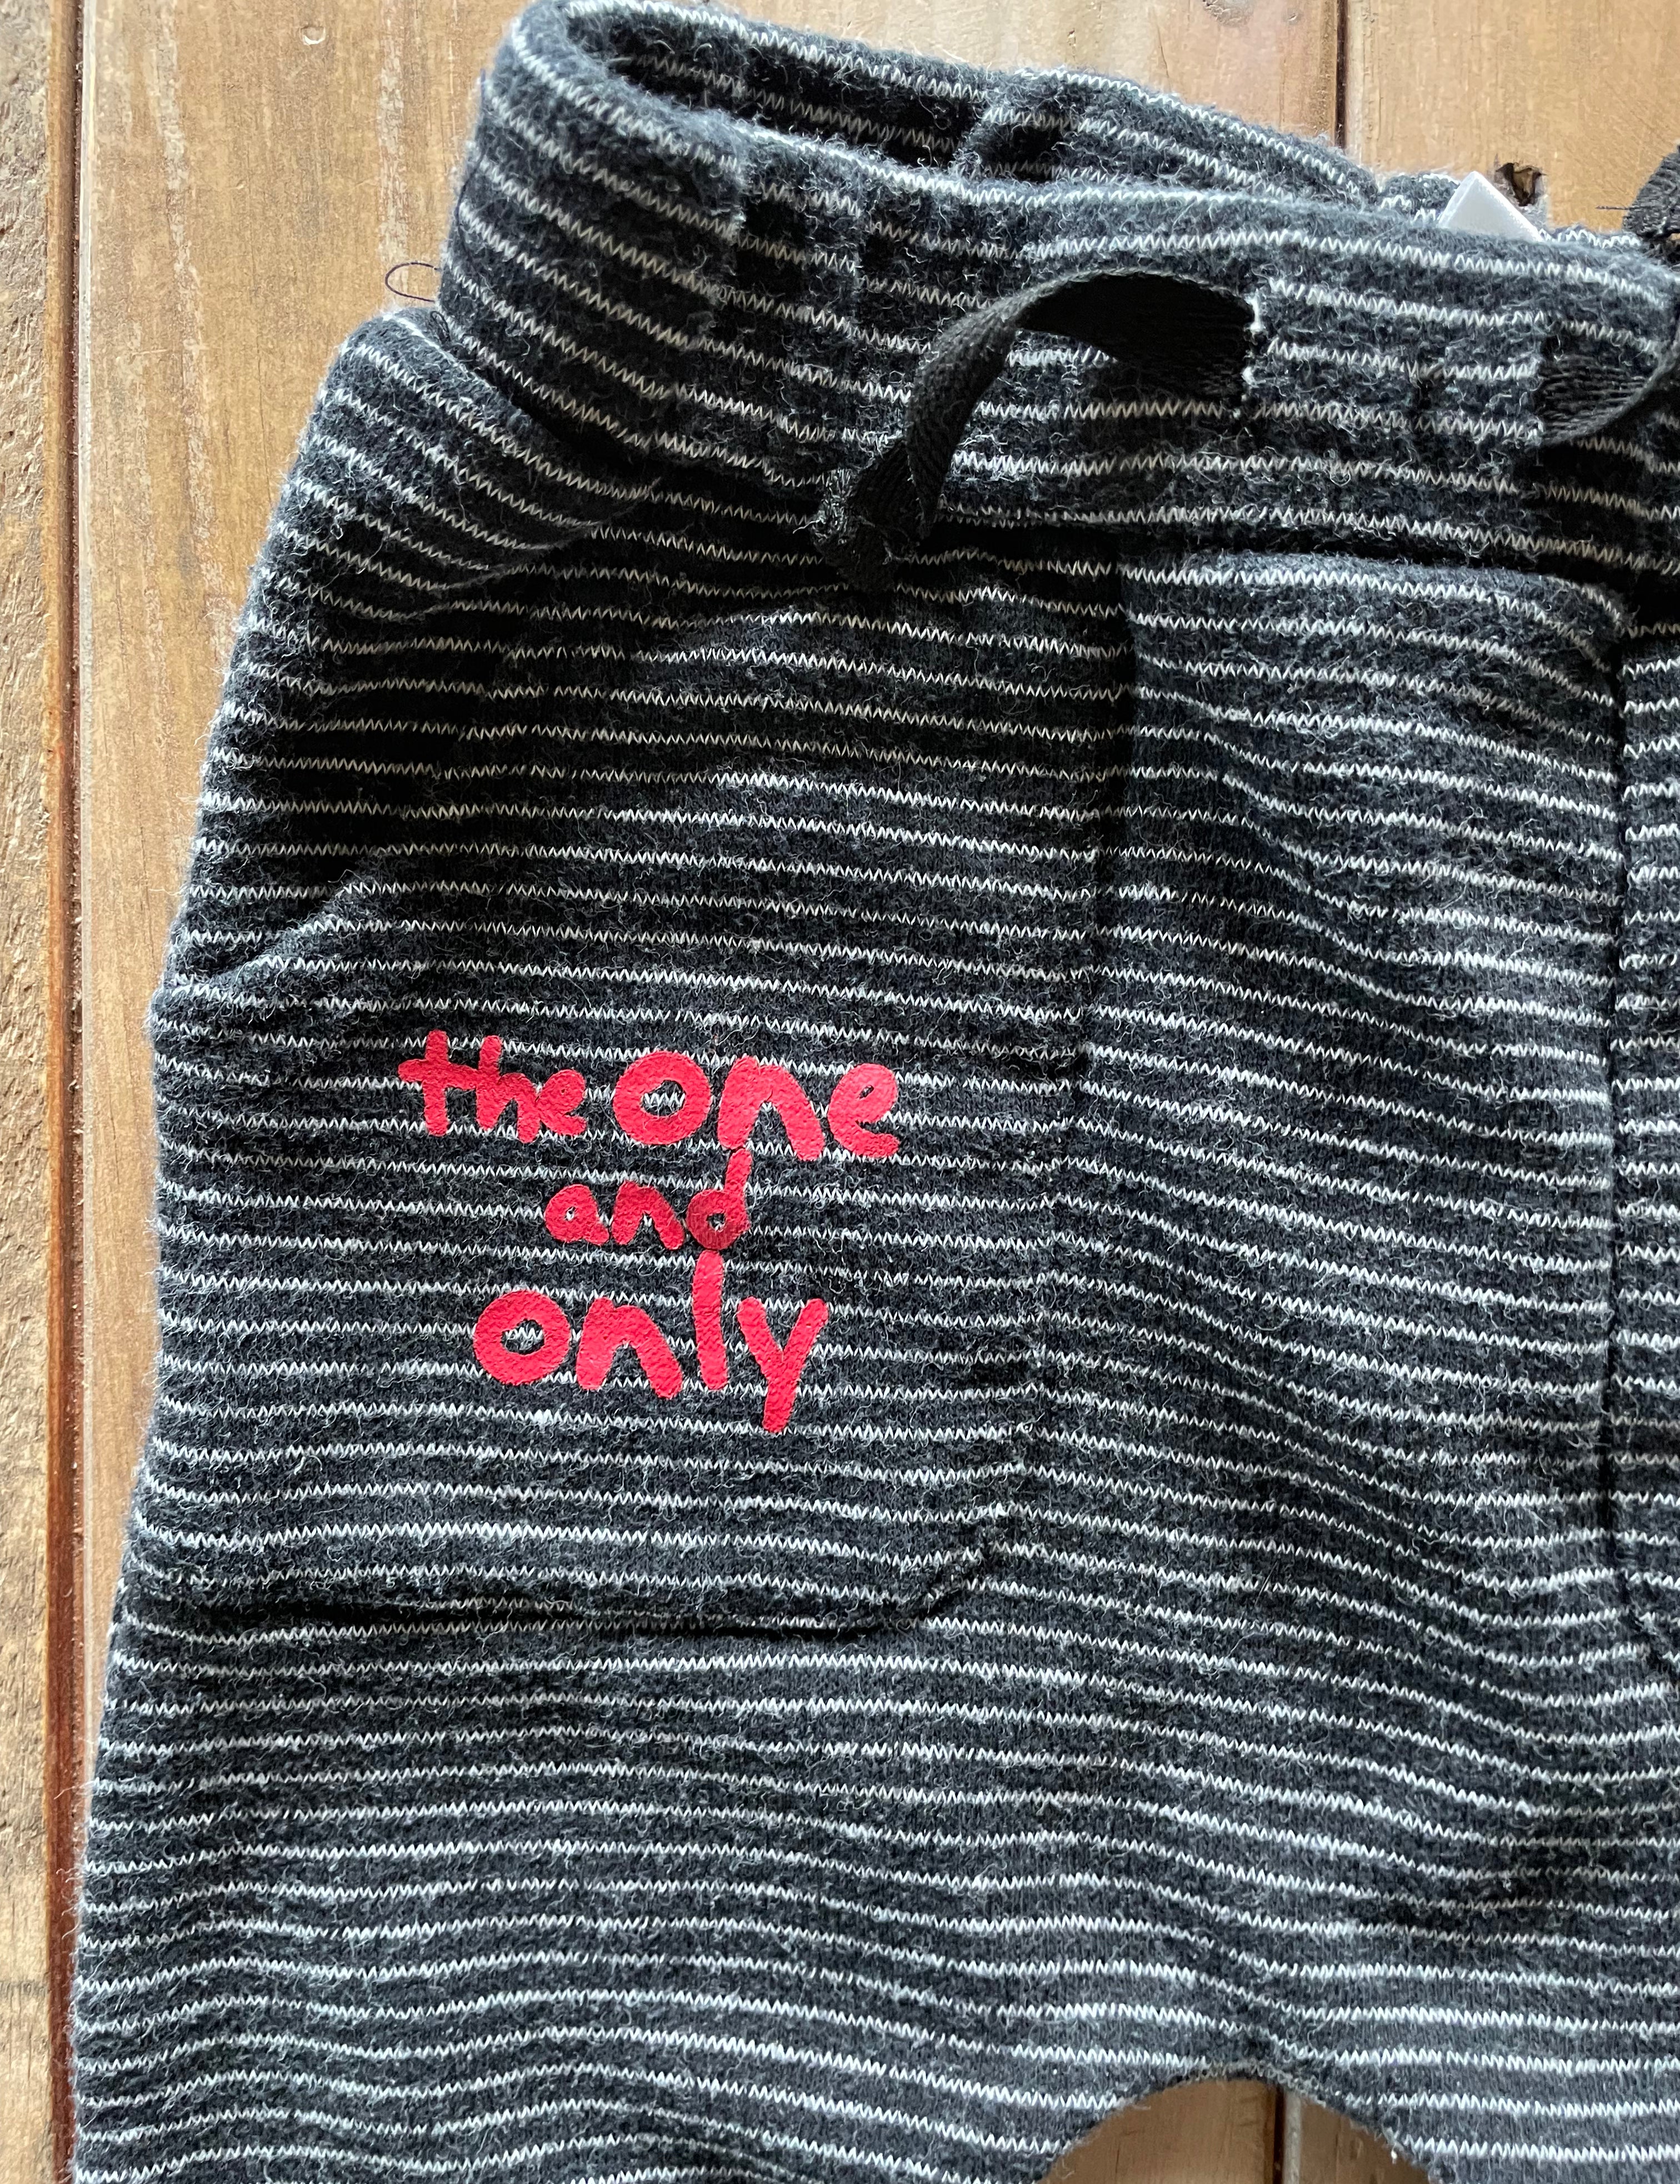 the one
and
only